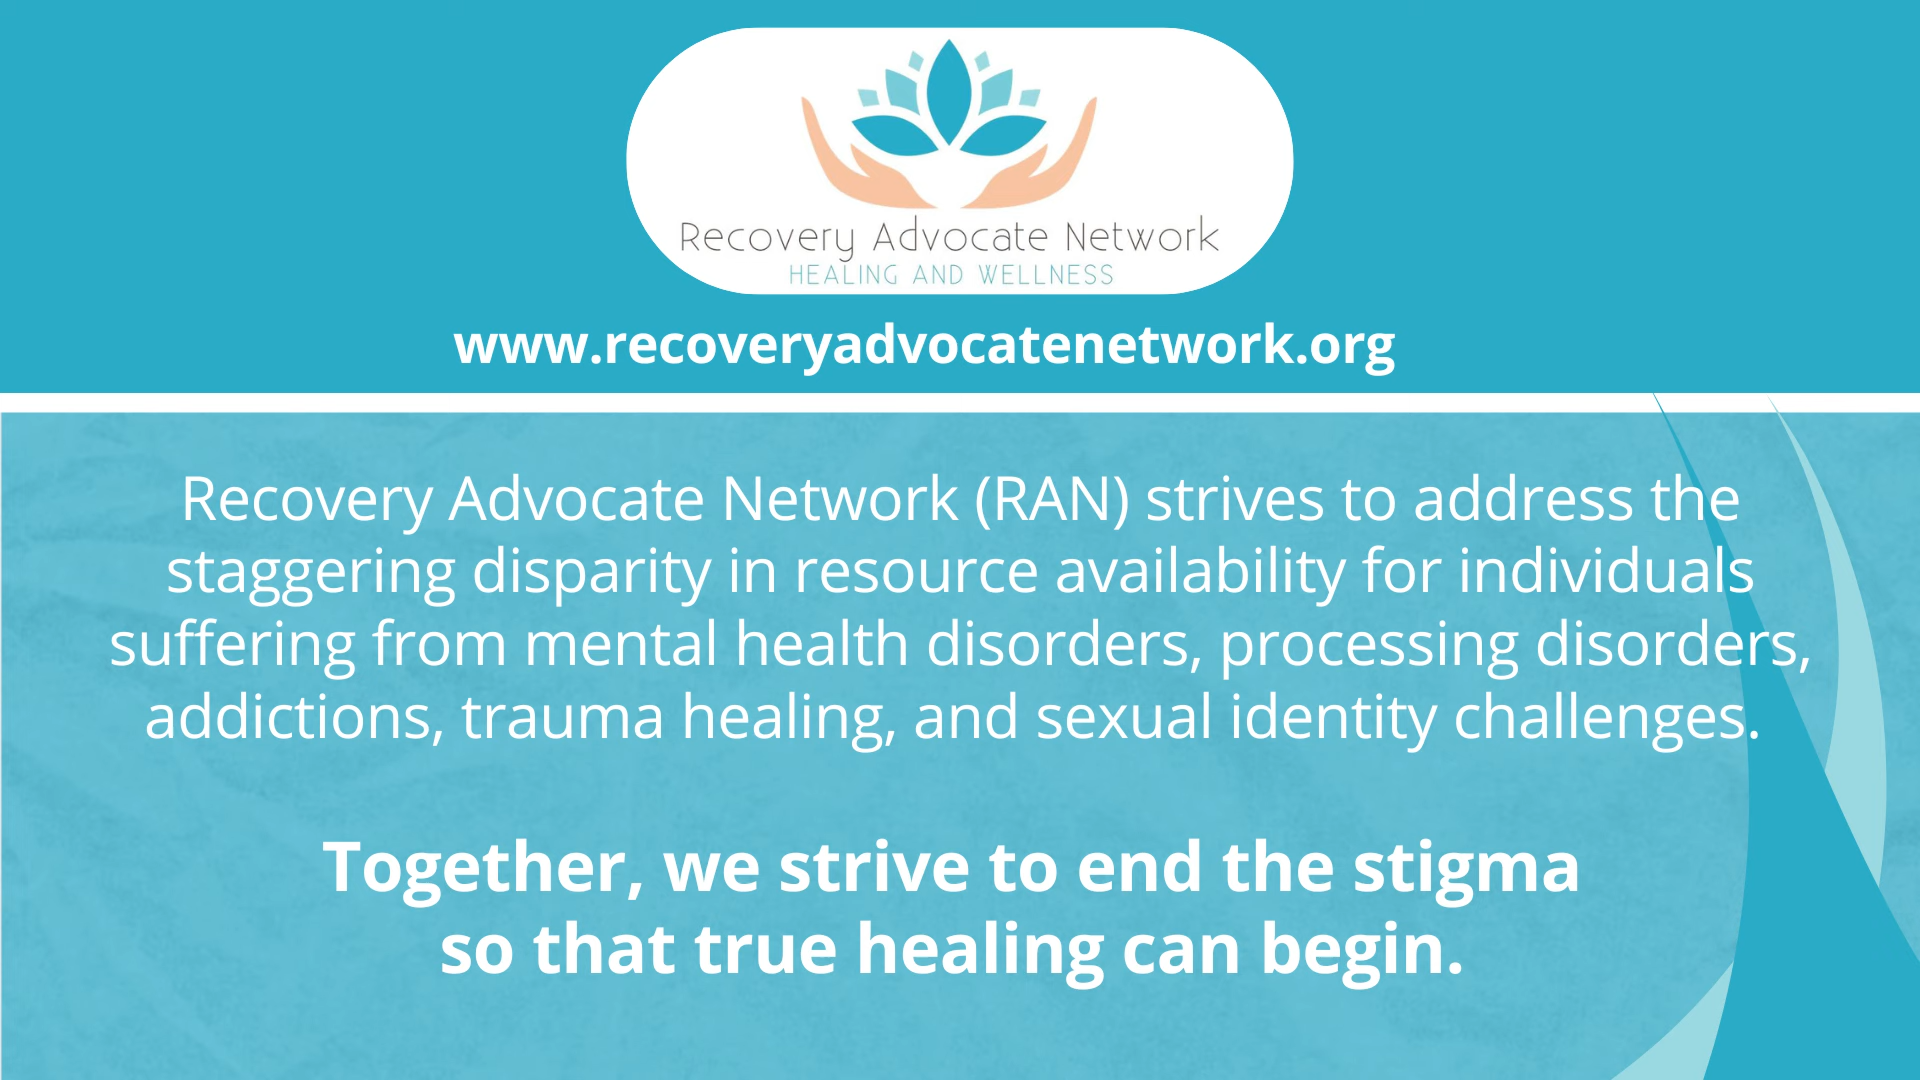 Recovery Advocate Network
HEALING AND WELLNESS
www.recoveryadvocatenetwork.org
Recovery Advocate Network (RAN) strives to address the
staggering disparity in resource availability for individuals
suffering from mental health disorders, processing disorders,
addictions, trauma healing, and sexual identity challenges.
Together, we strive to end the stigma
so that true healing can begin.